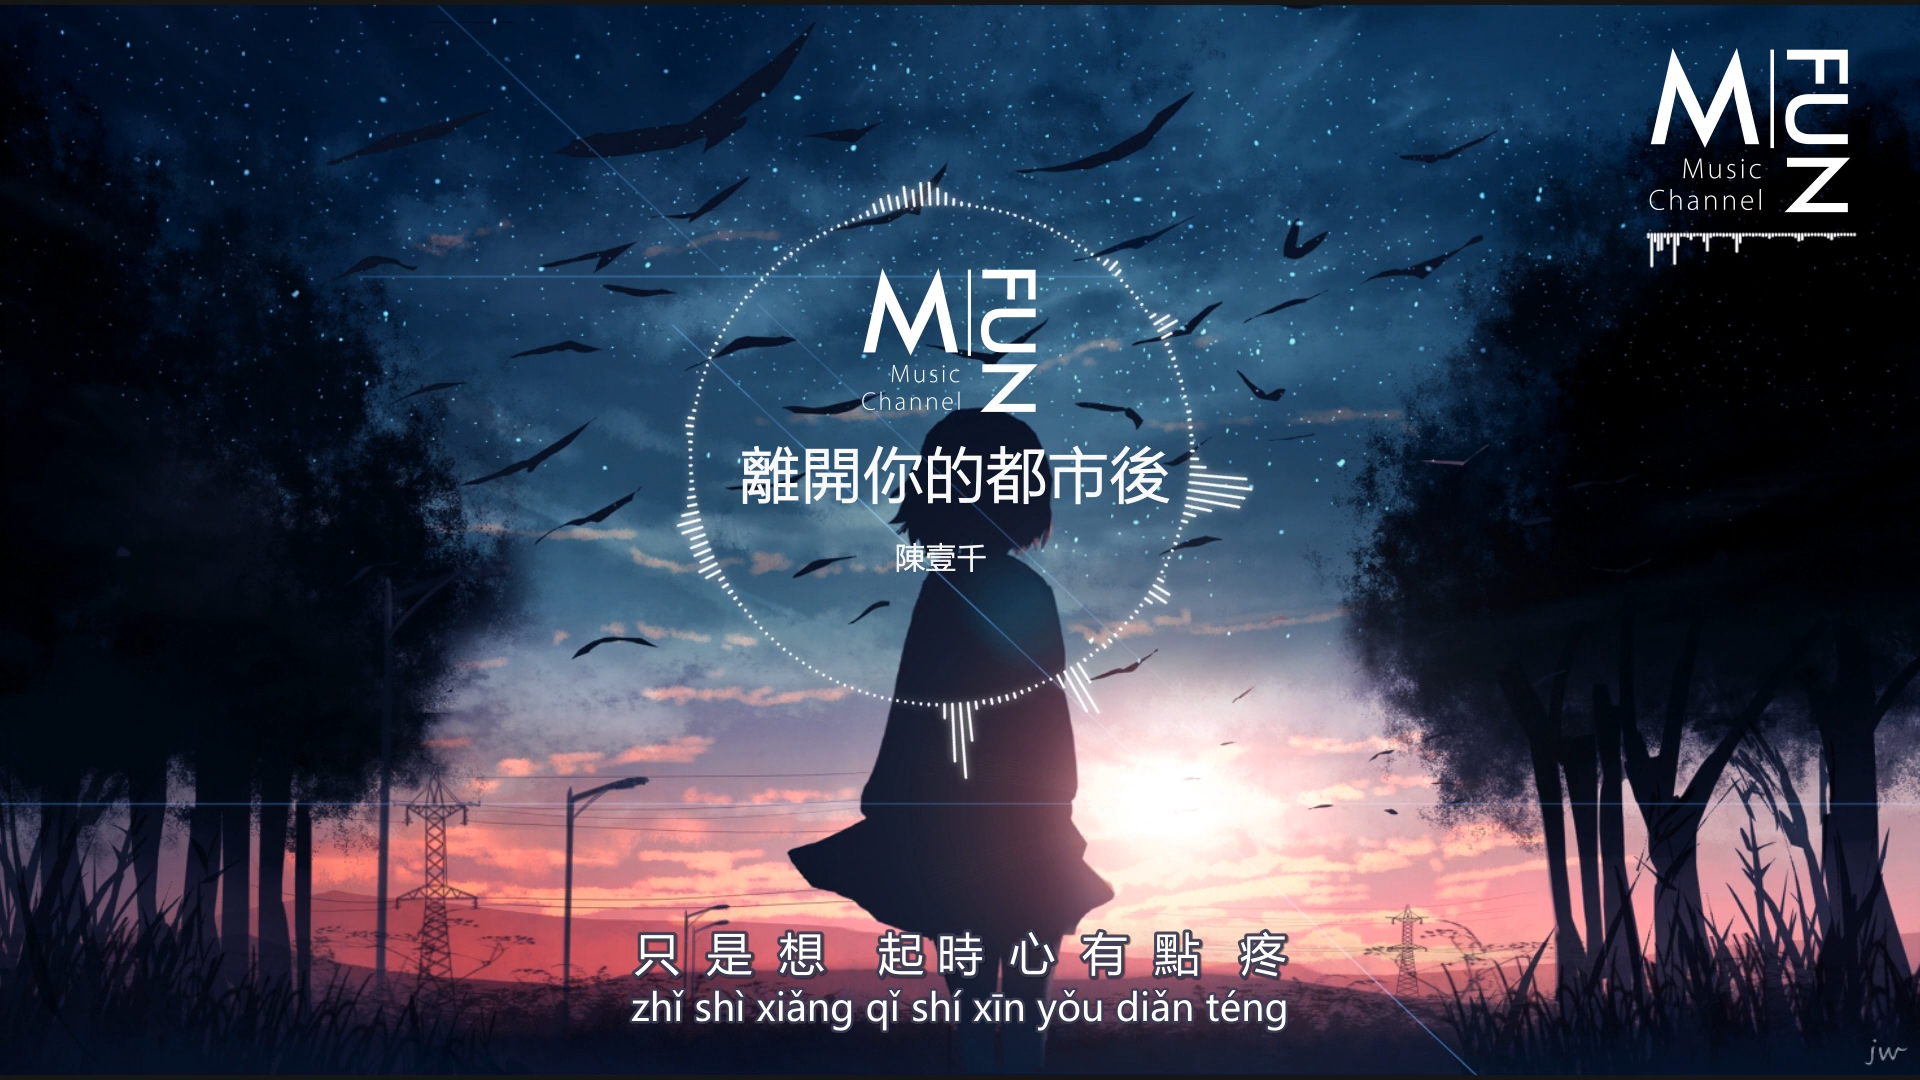 M FUN
Music
Channel
M FUN
Music
Channel
離開你的都市後
陳壹千
只是想 起時心有點 疼
zhǐ shì xiǎng qǐ shí xīn yǒu diǎn téng
jw